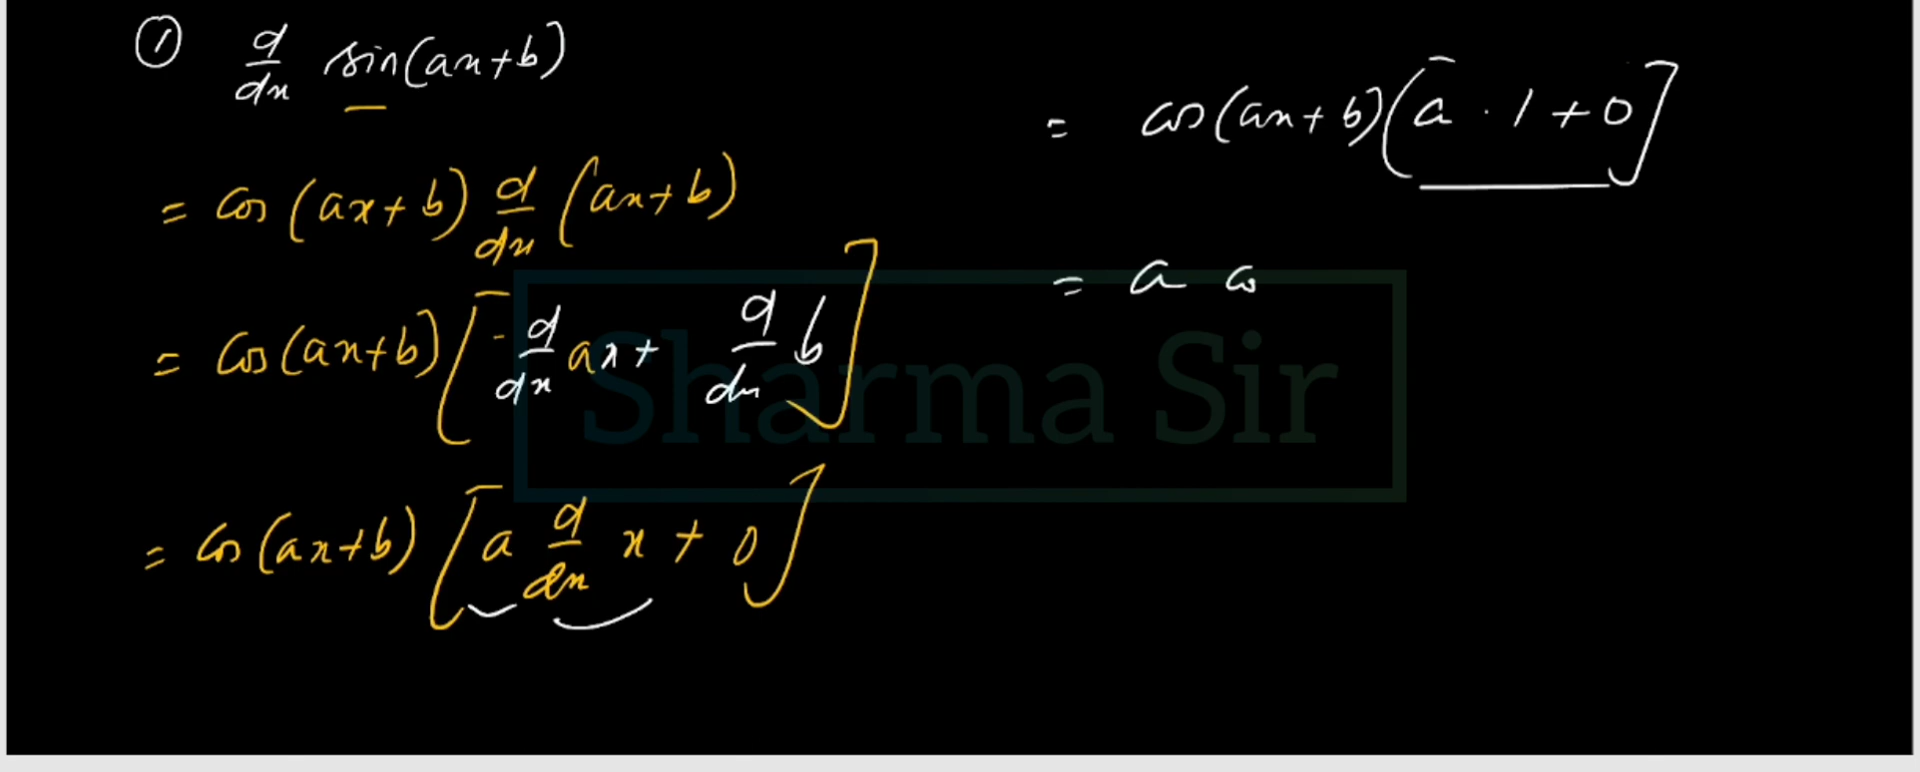 ① d/dx sin(ax+b)
= cos(ax+b) d/dx (ax+b)
= cos(ax+b) [d/dx ax + d/dx b]
= cos(ax+b) [a d/dx x + 0]
= cos(ax+b) [a · 1 + 0]
= a cos
Sharma Sir